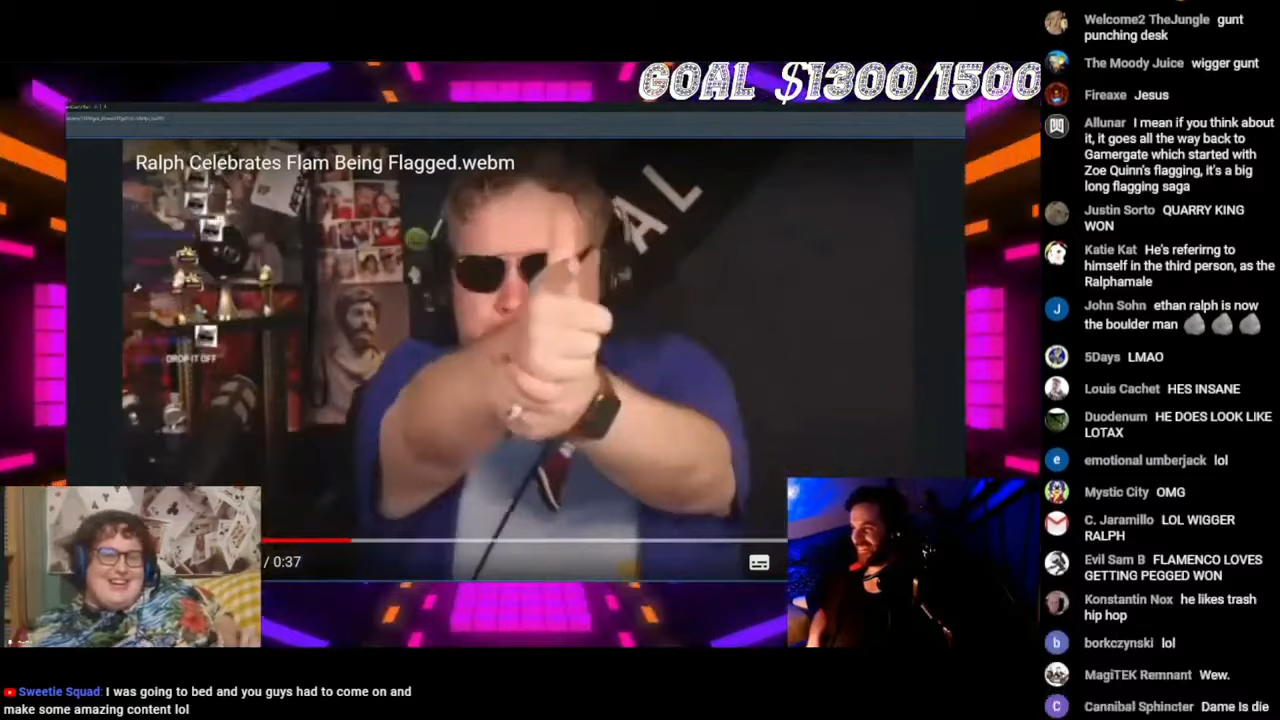 GOAL $1300/1500
Ralph Celebrates Flam Being Flagged.webm
AL
DROP IT OFF
/ 0:37
Sweetie Squad: I was going to bed and you guys had to come on and
make some amazing content lol
Welcome2 TheJungle gunt
punching desk
The Moody Juice wigger gunt
Fireaxe Jesus
Allunar I mean if you think about
it, it goes all the way back to
Gamergate which started with
Zoe Quinn's flagging, it's a big
long flagging saga
Justin Sorto QUARRY KING
WON
Katie Kat He's referirng to
himself in the third person, as the
Ralphamale
John Sohn ethan ralph is now
the boulder man
5Days LMAO
Louis Cachet HES INSANE
Duodenum HE DOES LOOK LIKE
LOTAX
emotional umberjack lol
Mystic City OMG
C. Jaramillo LOL WIGGER
RALPH
Evil Sam B FLAMENCO LOVES
GETTING PEGGED WON
Konstantin Nox he likes trash
hip hop
borkczynski lol
MagiTEK Remnant Wew.
Cannibal Sphincter Dame Is die